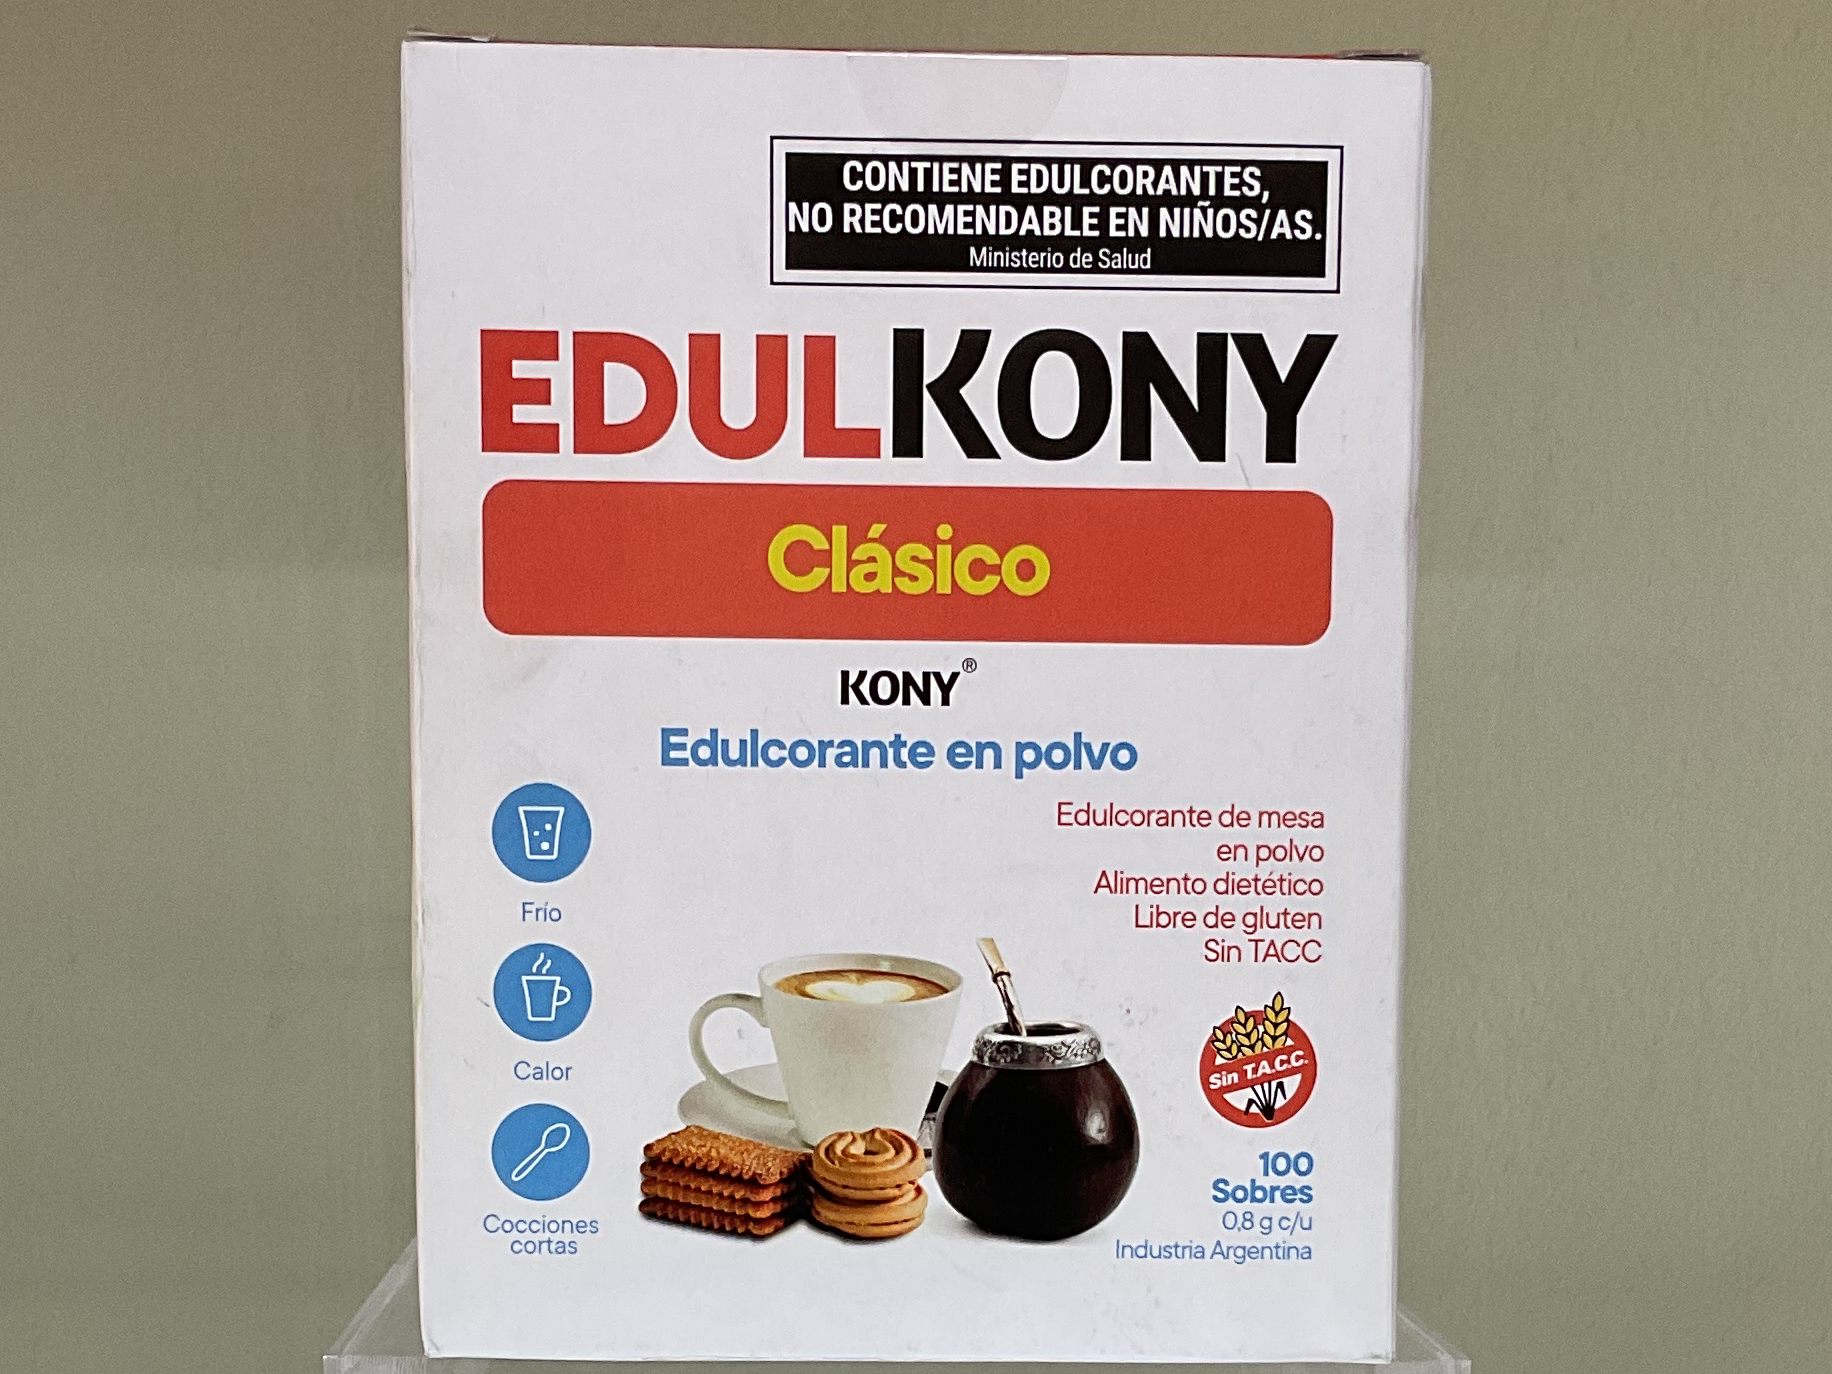 CONTIENE EDULCORANTES,
NO RECOMENDABLE EN NIÑOS/AS.
Ministerio de Salud
EDULKONY
Clásico
KONY®
Edulcorante en polvo
Edulcorante de mesa
en polvo
Alimento dietético
Libre de gluten
Sin TACC
Frío
Calor
Cocciones
cortas
Sin T.A.C.C.
100
Sobres
0,8 g c/u
Industria Argentina